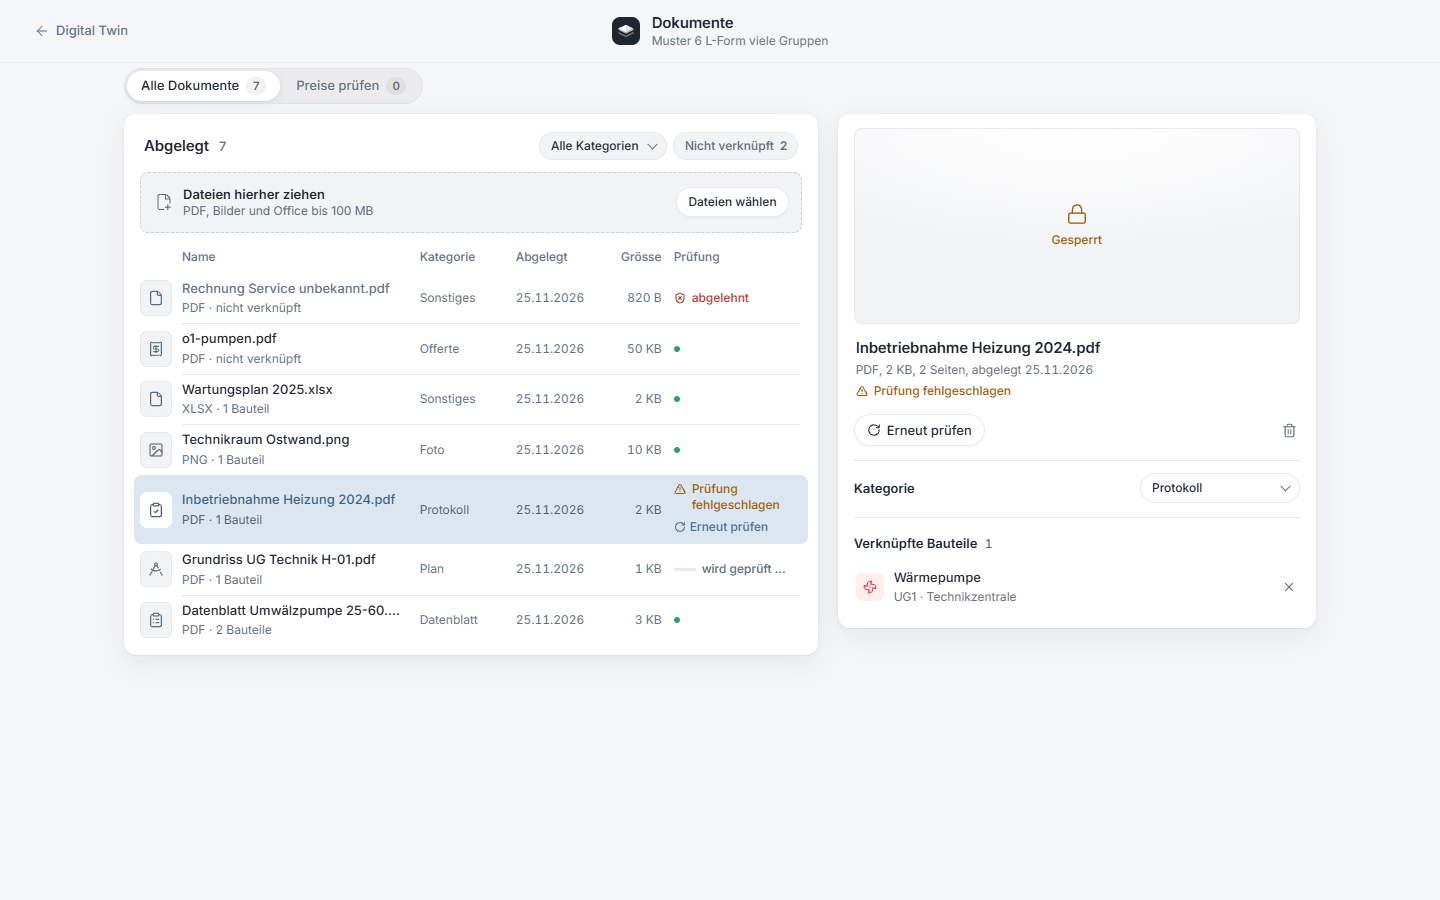 Digital Twin
Dokumente
Muster 6 L-Form viele Gruppen
Alle Dokumente 7
Preise prüfen 0
Abgelegt 7
Alle Kategorien
Nicht verknüpft 2
Dateien hierher ziehen
PDF, Bilder und Office bis 100 MB
Dateien wählen
Name Kategorie Abgelegt Grösse Prüfung
Rechnung Service unbekannt.pdf
PDF · nicht verknüpft
Sonstiges 25.11.2026 820 B abgelehnt
o1-pumpen.pdf
PDF · nicht verknüpft
Offerte 25.11.2026 50 KB
Wartungsplan 2025.xlsx
XLSX · 1 Bauteil
Sonstiges 25.11.2026 2 KB
Technikraum Ostwand.png
PNG · 1 Bauteil
Foto 25.11.2026 10 KB
Inbetriebnahme Heizung 2024.pdf
PDF · 1 Bauteil
Protokoll 25.11.2026 2 KB
Prüfung
fehlgeschlagen
Erneut prüfen
Grundriss UG Technik H-01.pdf
PDF · 1 Bauteil
Plan 25.11.2026 1 KB wird geprüft ...
Datenblatt Umwälzpumpe 25-60....
PDF · 2 Bauteile
Datenblatt 25.11.2026 3 KB
Gesperrt
Inbetriebnahme Heizung 2024.pdf
PDF, 2 KB, 2 Seiten, abgelegt 25.11.2026
Prüfung fehlgeschlagen
Erneut prüfen
Kategorie
Protokoll
Verknüpfte Bauteile 1
Wärmepumpe
UG1 · Technikzentrale